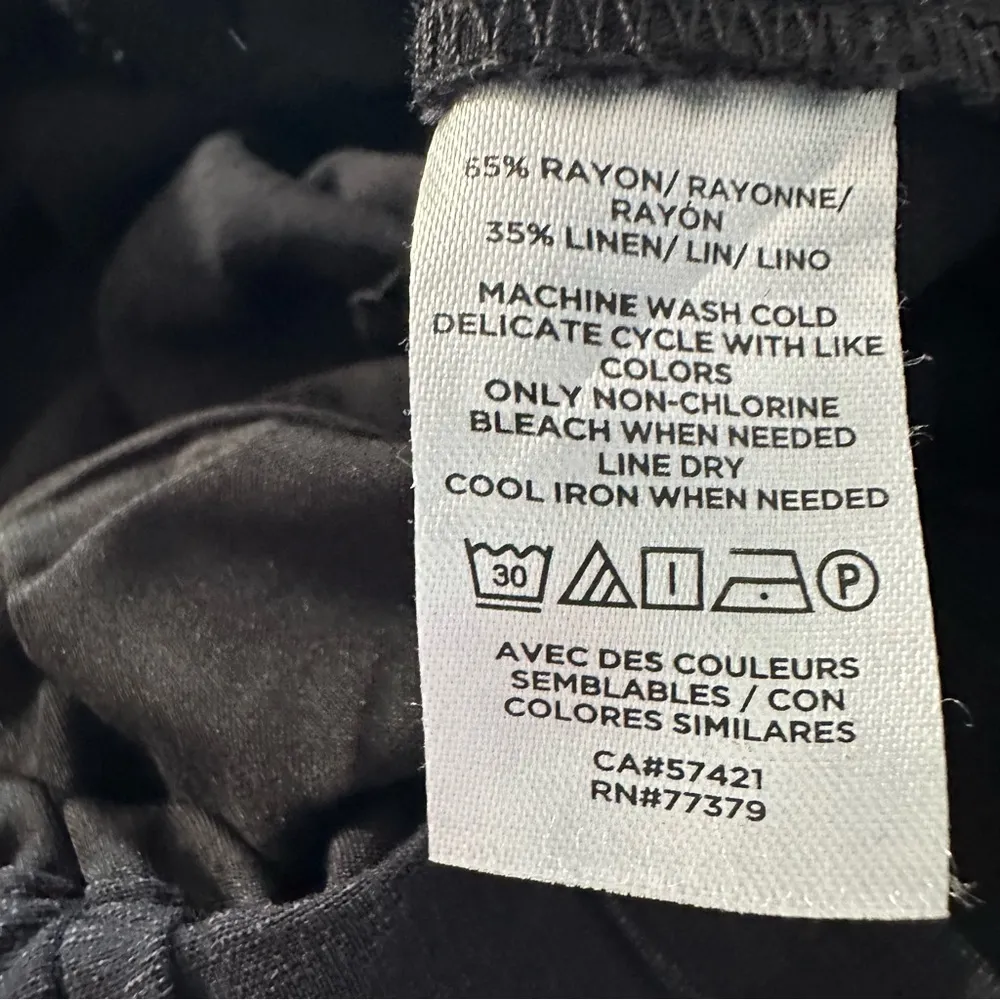 65% RAYON/ RAYONNE/
RAYÓN
35% LINEN/ LIN/ LINO
MACHINE WASH COLD
DELICATE CYCLE WITH LIKE
COLORS
ONLY NON-CHLORINE
BLEACH WHEN NEEDED
LINE DRY
COOL IRON WHEN NEEDED
30 P
AVEC DES COULEURS
SEMBLABLES / CON
COLORES SIMILARES
CA#57421
RN#77379